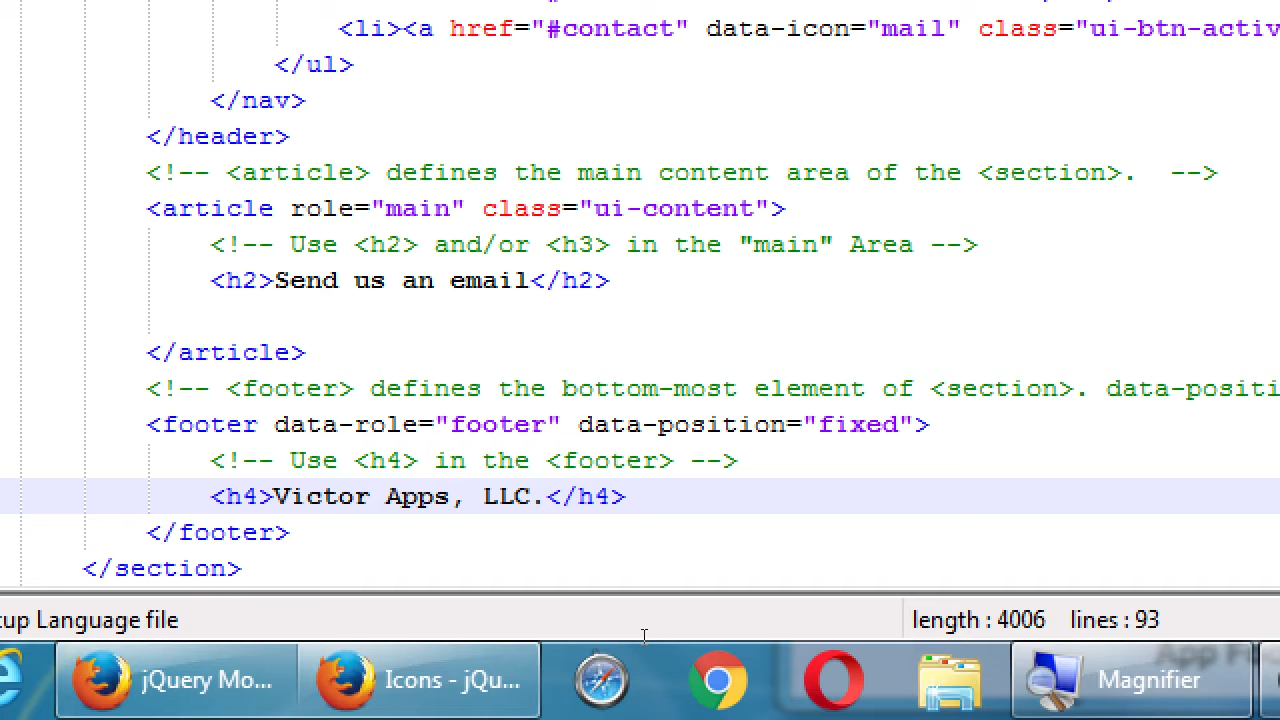 <li><a href="#contact" data-icon="mail" class="ui-btn-activ
</ul>
</nav>
</header>
<!-- <article> defines the main content area of the <section>.  -->
<article role="main" class="ui-content">
<!-- Use <h2> and/or <h3> in the "main" Area -->
<h2>Send us an email</h2>
</article>
<!-- <footer> defines the bottom-most element of <section>. data-positi
<footer data-role="footer" data-position="fixed">
<!-- Use <h4> in the <footer> -->
<h4>Victor Apps, LLC.</h4>
</footer>
</section>
cup Language file length : 4006 lines : 93
jQuery Mo... Icons - jQu... Magnifier